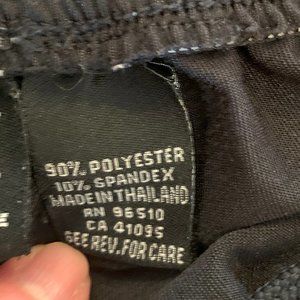 90% POLYESTER
10% SPANDEX
MADE IN THAILAND
RN 96510
CA 41095
SEE REV. FOR CARE
E